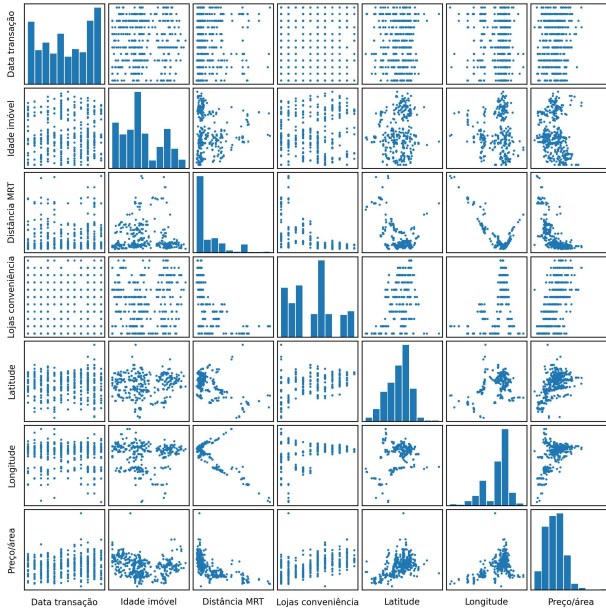 Data transação
Idade imóvel
Distância MRT
Lojas conveniência
Latitude
Longitude
Preço/área
Data transação Idade imóvel Distância MRT Lojas conveniência Latitude Longitude Preço/área